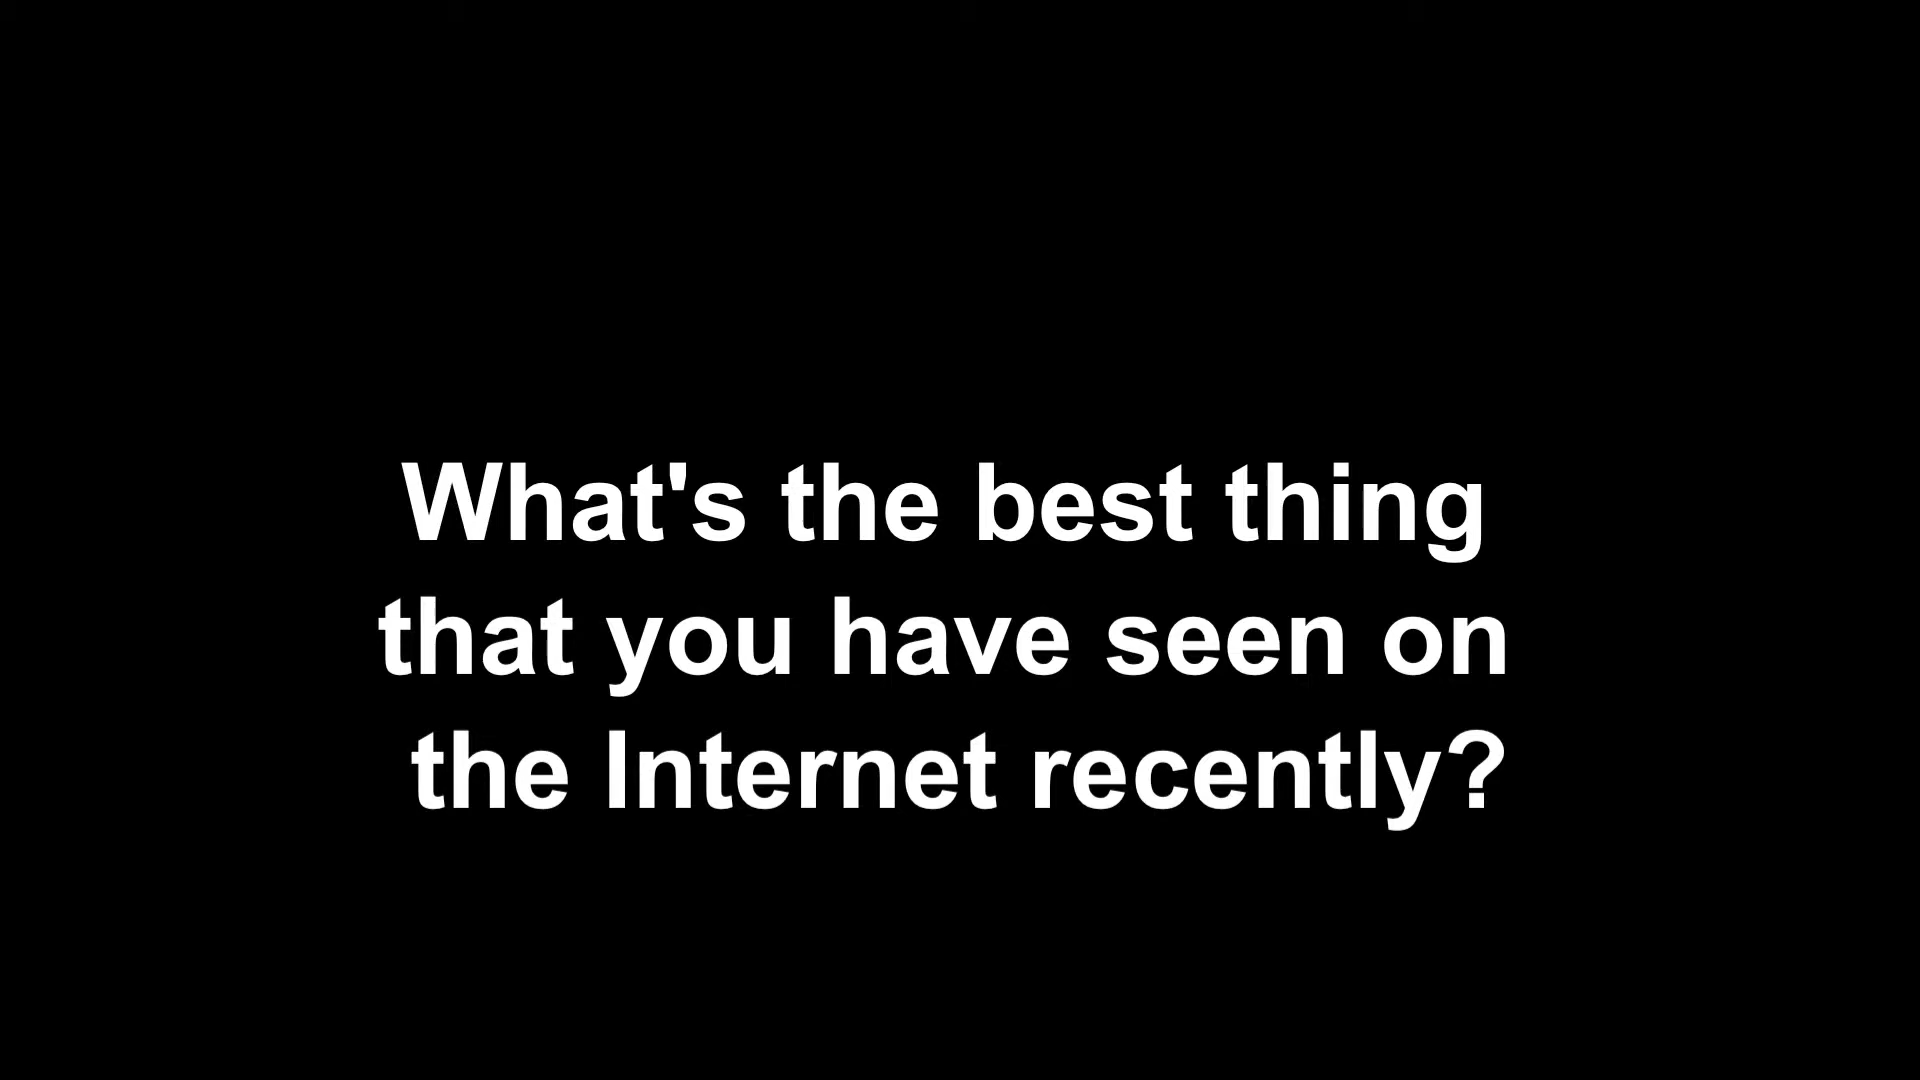 What's the best thing
that you have seen on
the Internet recently?